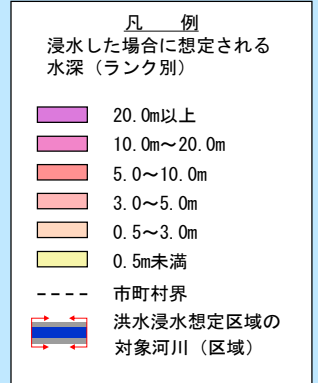 凡　例
浸水した場合に想定される
水深（ランク別）
20.0m以上
10.0m～20.0m
5.0～10.0m
3.0～5.0m
0.5～3.0m
0.5m未満
市町村界
洪水浸水想定区域の
対象河川（区域）